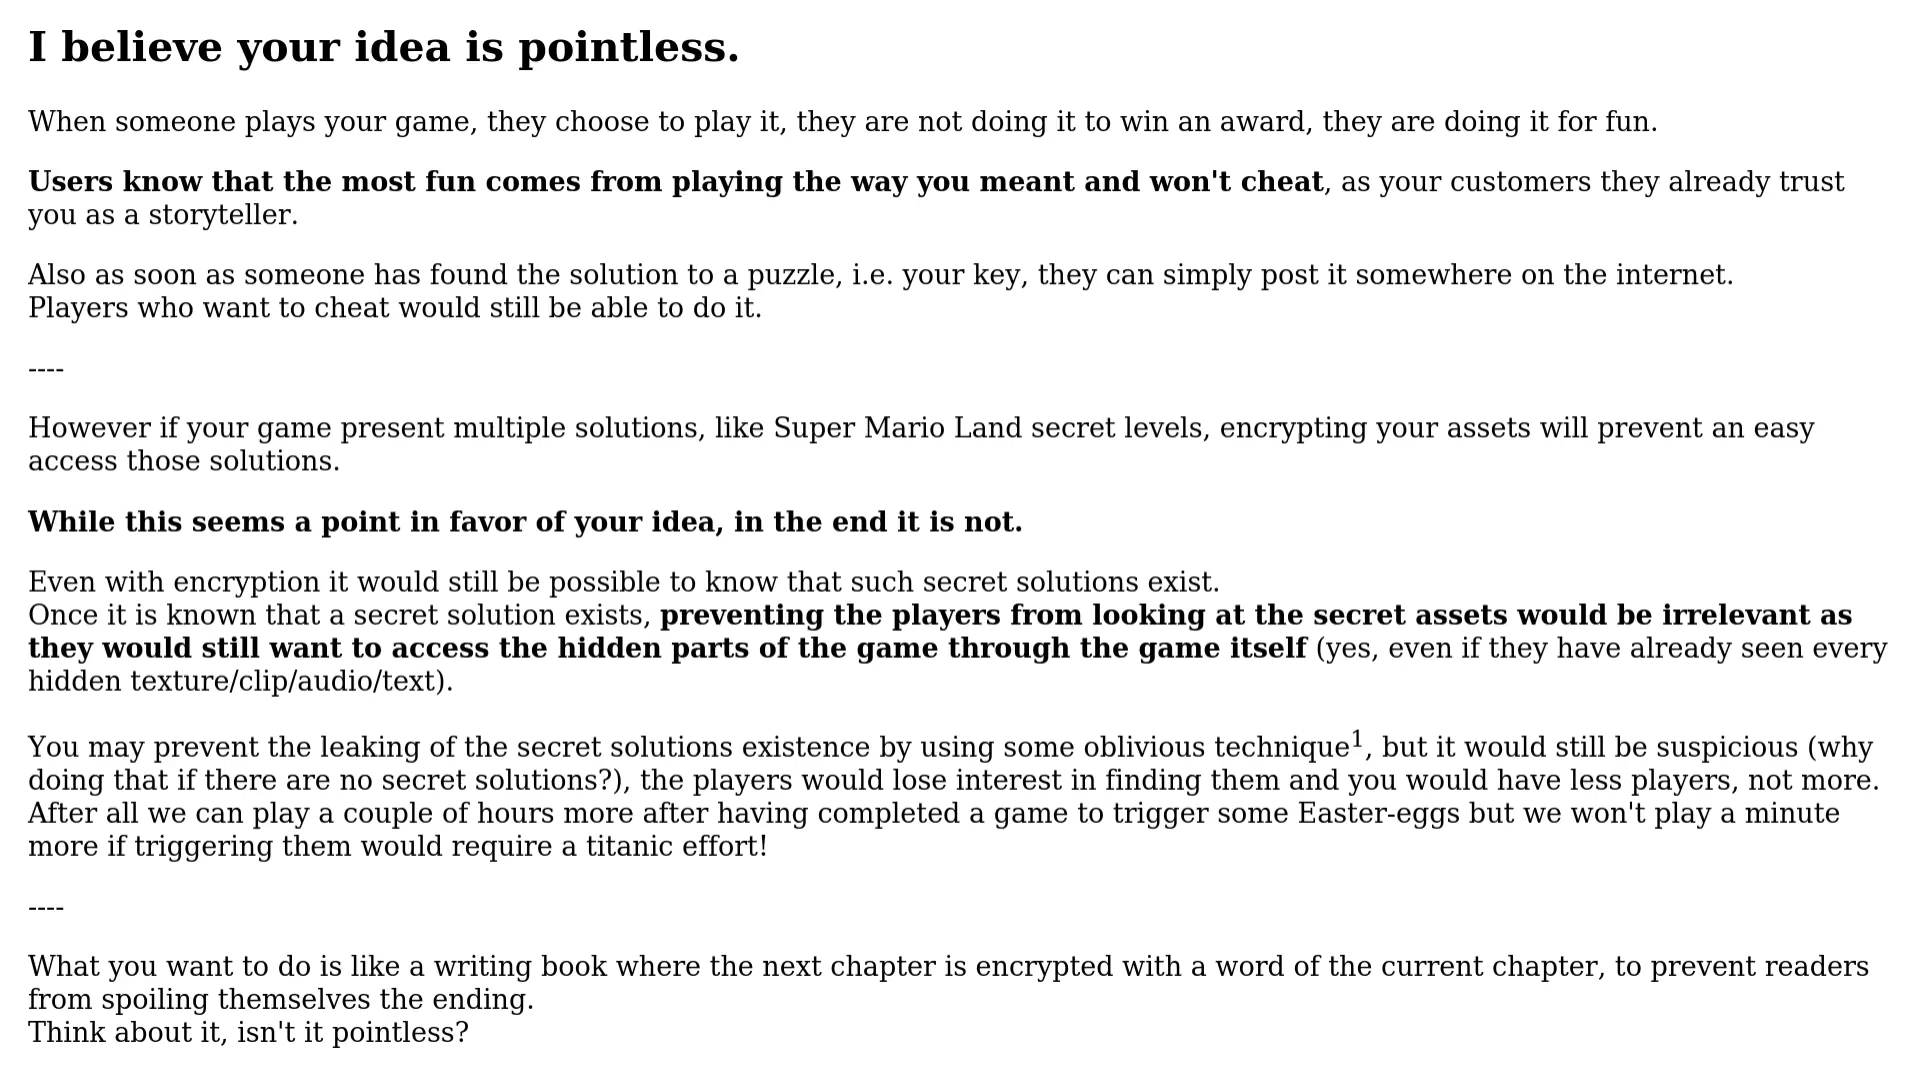 I believe your idea is pointless.
When someone plays your game, they choose to play it, they are not doing it to win an award, they are doing it for fun.
Users know that the most fun comes from playing the way you meant and won't cheat, as your customers they already trust
you as a storyteller.
Also as soon as someone has found the solution to a puzzle, i.e. your key, they can simply post it somewhere on the internet.
Players who want to cheat would still be able to do it.
----
However if your game present multiple solutions, like Super Mario Land secret levels, encrypting your assets will prevent an easy
access those solutions.
While this seems a point in favor of your idea, in the end it is not.
Even with encryption it would still be possible to know that such secret solutions exist.
Once it is known that a secret solution exists, preventing the players from looking at the secret assets would be irrelevant as
they would still want to access the hidden parts of the game through the game itself (yes, even if they have already seen every
hidden texture/clip/audio/text).
You may prevent the leaking of the secret solutions existence by using some oblivious technique1, but it would still be suspicious (why
doing that if there are no secret solutions?), the players would lose interest in finding them and you would have less players, not more.
After all we can play a couple of hours more after having completed a game to trigger some Easter-eggs but we won't play a minute
more if triggering them would require a titanic effort!
----
What you want to do is like a writing book where the next chapter is encrypted with a word of the current chapter, to prevent readers
from spoiling themselves the ending.
Think about it, isn't it pointless?